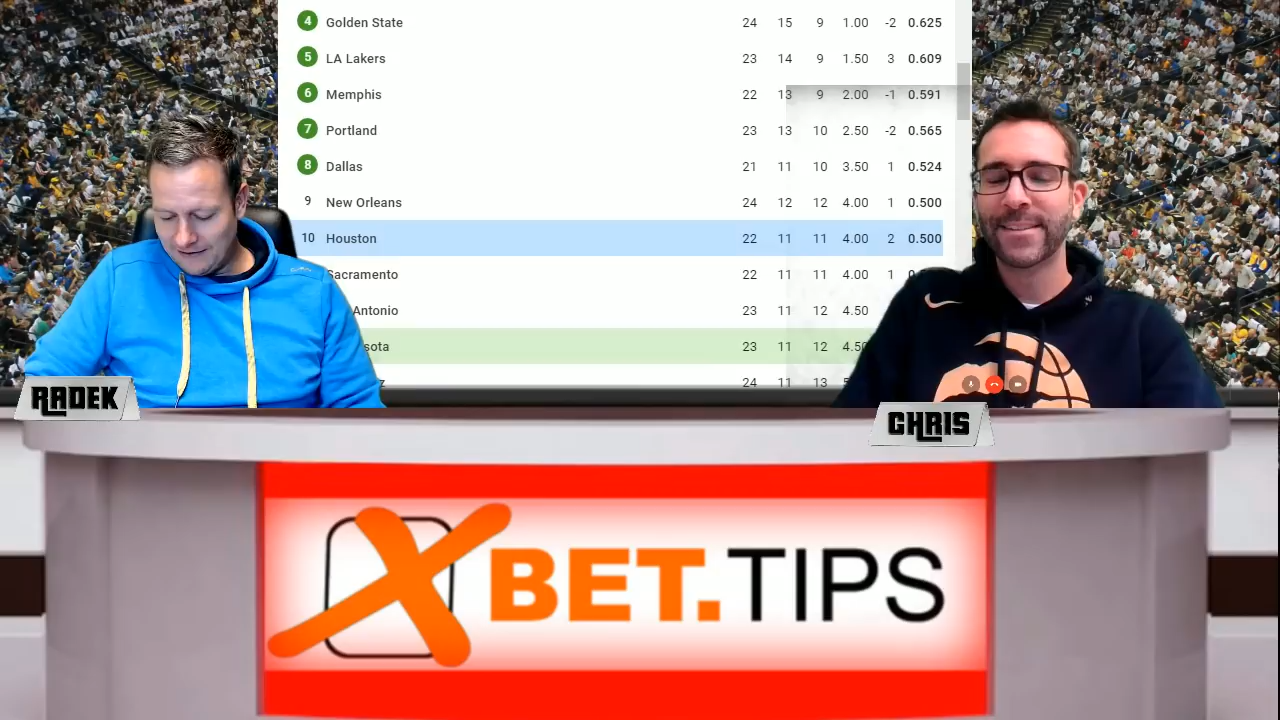 4 Golden State 24 15 9 1.00 -2 0.625
5 LA Lakers 23 14 9 1.50 3 0.609
6 Memphis 22 13 9 2.00 -1 0.591
7 Portland 23 13 10 2.50 -2 0.565
8 Dallas 21 11 10 3.50 1 0.524
9 New Orleans 24 12 12 4.00 1 0.500
10 Houston 22 11 11 4.00 2 0.500
Sacramento 22 11 11 4.00 1
Antonio 23 11 12 4.50
sota 23 11 12 4.50
z 24 11 13
RADEK
CHRIS
XBET.TIPS